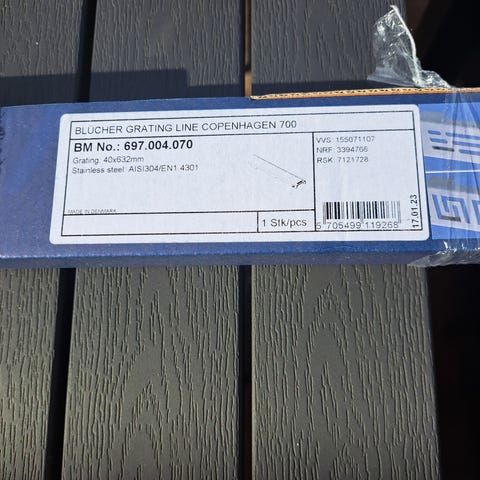 BLÜCHER GRATING LINE COPENHAGEN 700
BM No.: 697.004.070
Grating: 40x632mm
Stainless steel: AISI304/EN1.4301
VVS: 155071107
NRF: 3394766
RSK: 7121728
MADE IN DENMARK
1 Stk/pcs
5 705499 119268
17.01.23